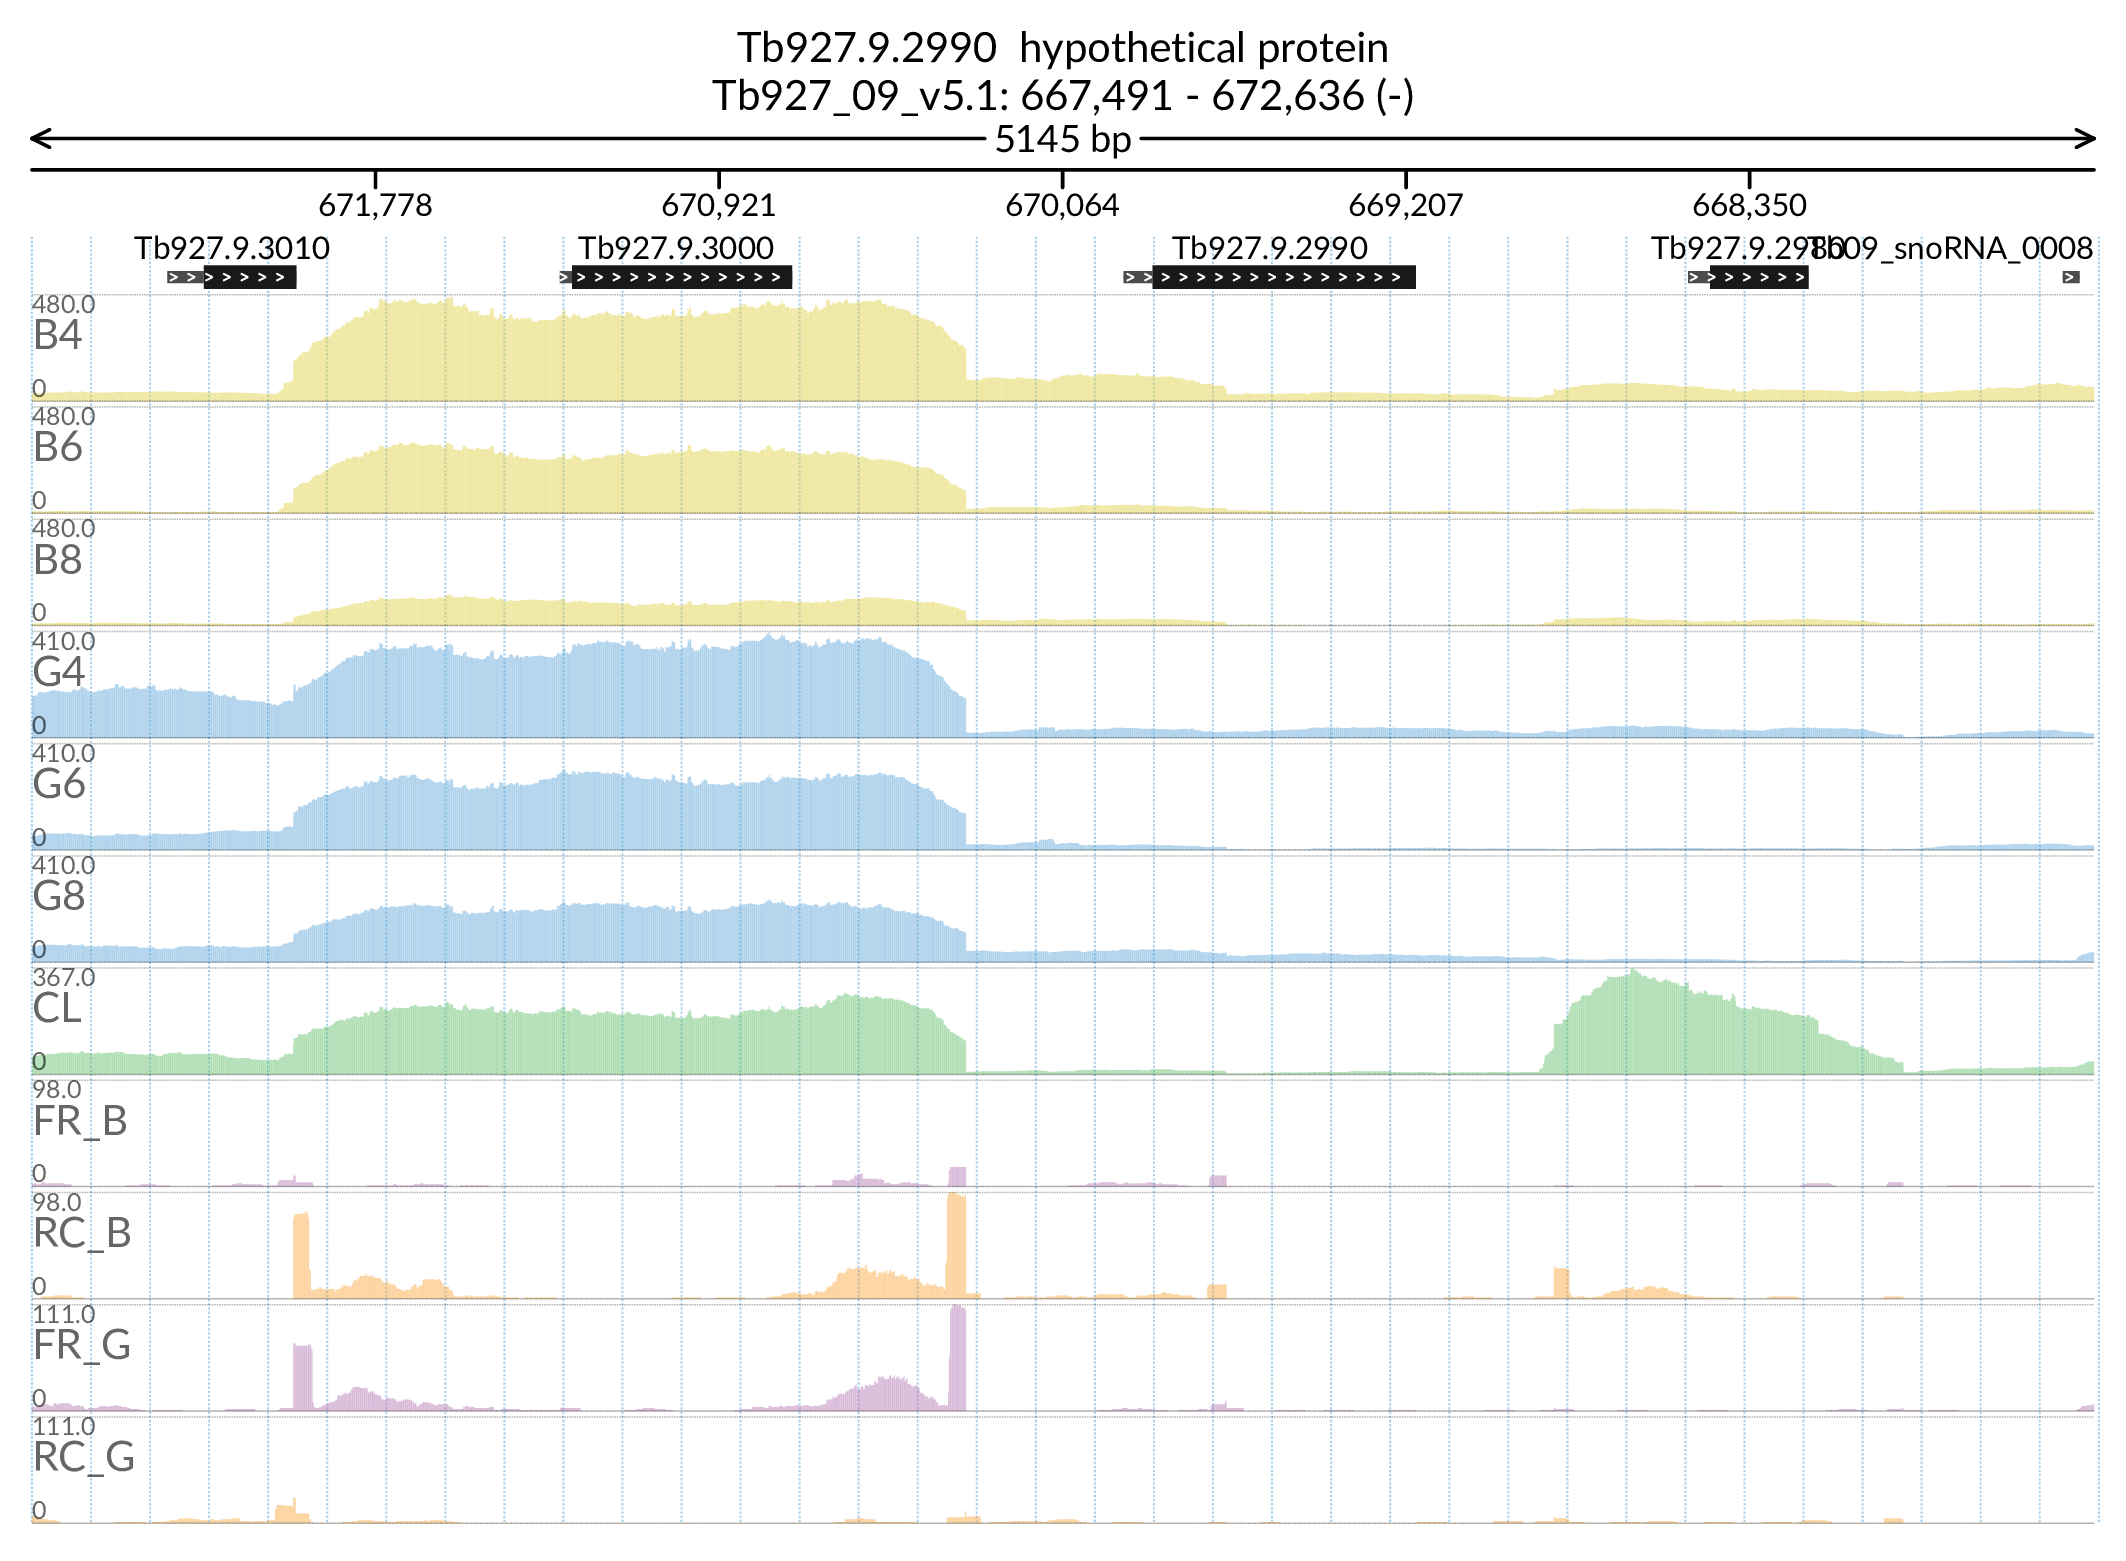 Tb927.9.2990 hypothetical protein
Tb927_09_v5.1: 667,491 - 672,636 (-)
5145 bp
671,778 670,921 670,064 669,207 668,350
Tb927.9.3010 Tb927.9.3000 Tb927.9.2990 Tb927.9.2980 Tb09_snoRNA_0008
480.0
B4
0
480.0
B6
0
480.0
B8
0
410.0
G4
0
410.0
G6
0
410.0
G8
0
367.0
CL
0
98.0
FR_B
0
98.0
RC_B
0
111.0
FR_G
0
111.0
RC_G
0